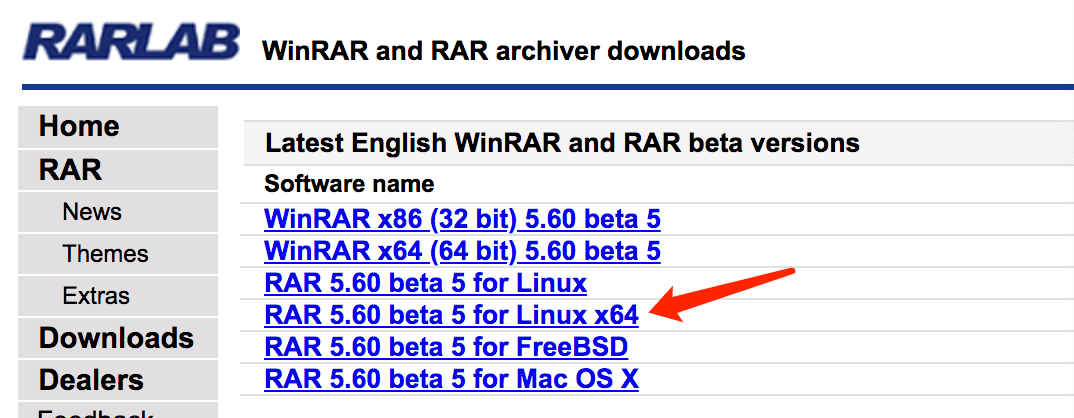 RARLAB
WinRAR and RAR archiver downloads
Home
RAR
News
Themes
Extras
Downloads
Dealers
Feedback
Latest English WinRAR and RAR beta versions
Software name
WinRAR x86 (32 bit) 5.60 beta 5
WinRAR x64 (64 bit) 5.60 beta 5
RAR 5.60 beta 5 for Linux
RAR 5.60 beta 5 for Linux x64
RAR 5.60 beta 5 for FreeBSD
RAR 5.60 beta 5 for Mac OS X